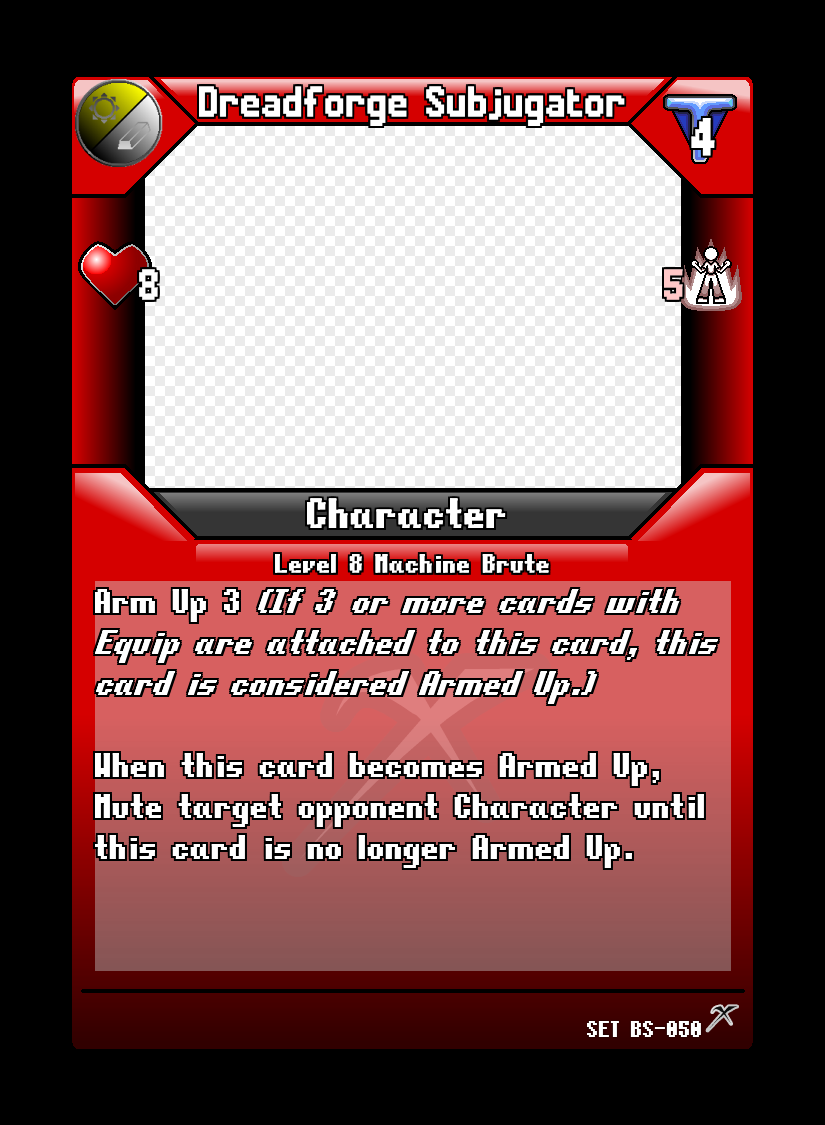 Dreadforge Subjugator
4
8
5
Character
Level 8 Machine Brute
Arm Up 3 (If 3 or more cards with
Equip are attached to this card, this
card is considered Armed Up.)
When this card becomes Armed Up,
Mute target opponent Character until
this card is no longer Armed Up.
SET BS-050